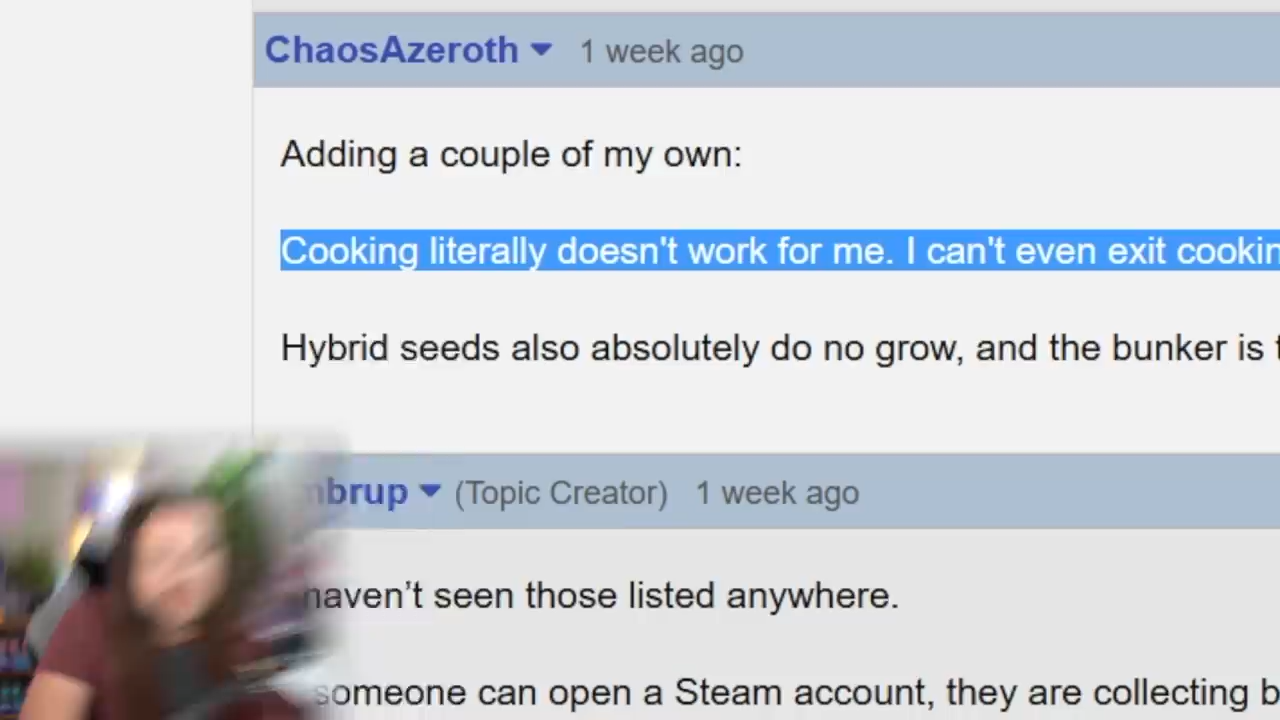 ChaosAzeroth 1 week ago
Adding a couple of my own:
Cooking literally doesn't work for me. I can't even exit
Hybrid seeds also absolutely do no grow, and the bunker is
(Topic Creator) 1 week ago
haven’t seen those listed anywhere.
someone can open a Steam account, they are collecting